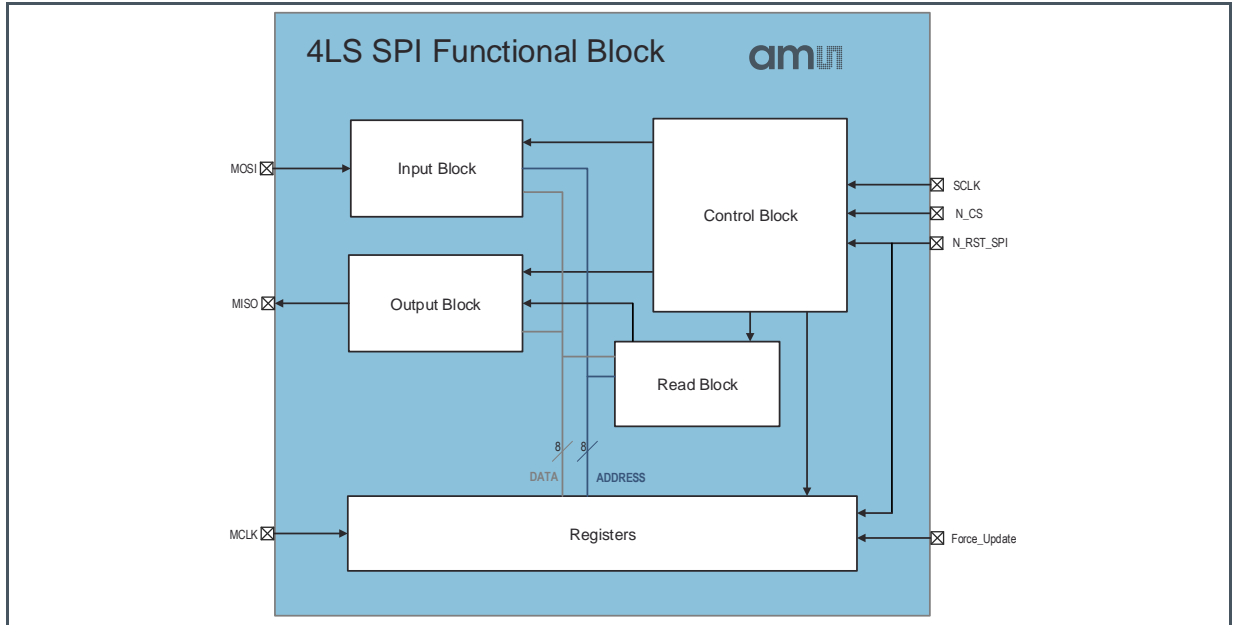 4LS SPI Functional Block
am
MOSI
Input Block
Control Block
SCLK
N_CS
N_RST_SPI
MISO
Output Block
Read Block
8 8
DATA ADDRESS
MCLK
Registers
Force_Update